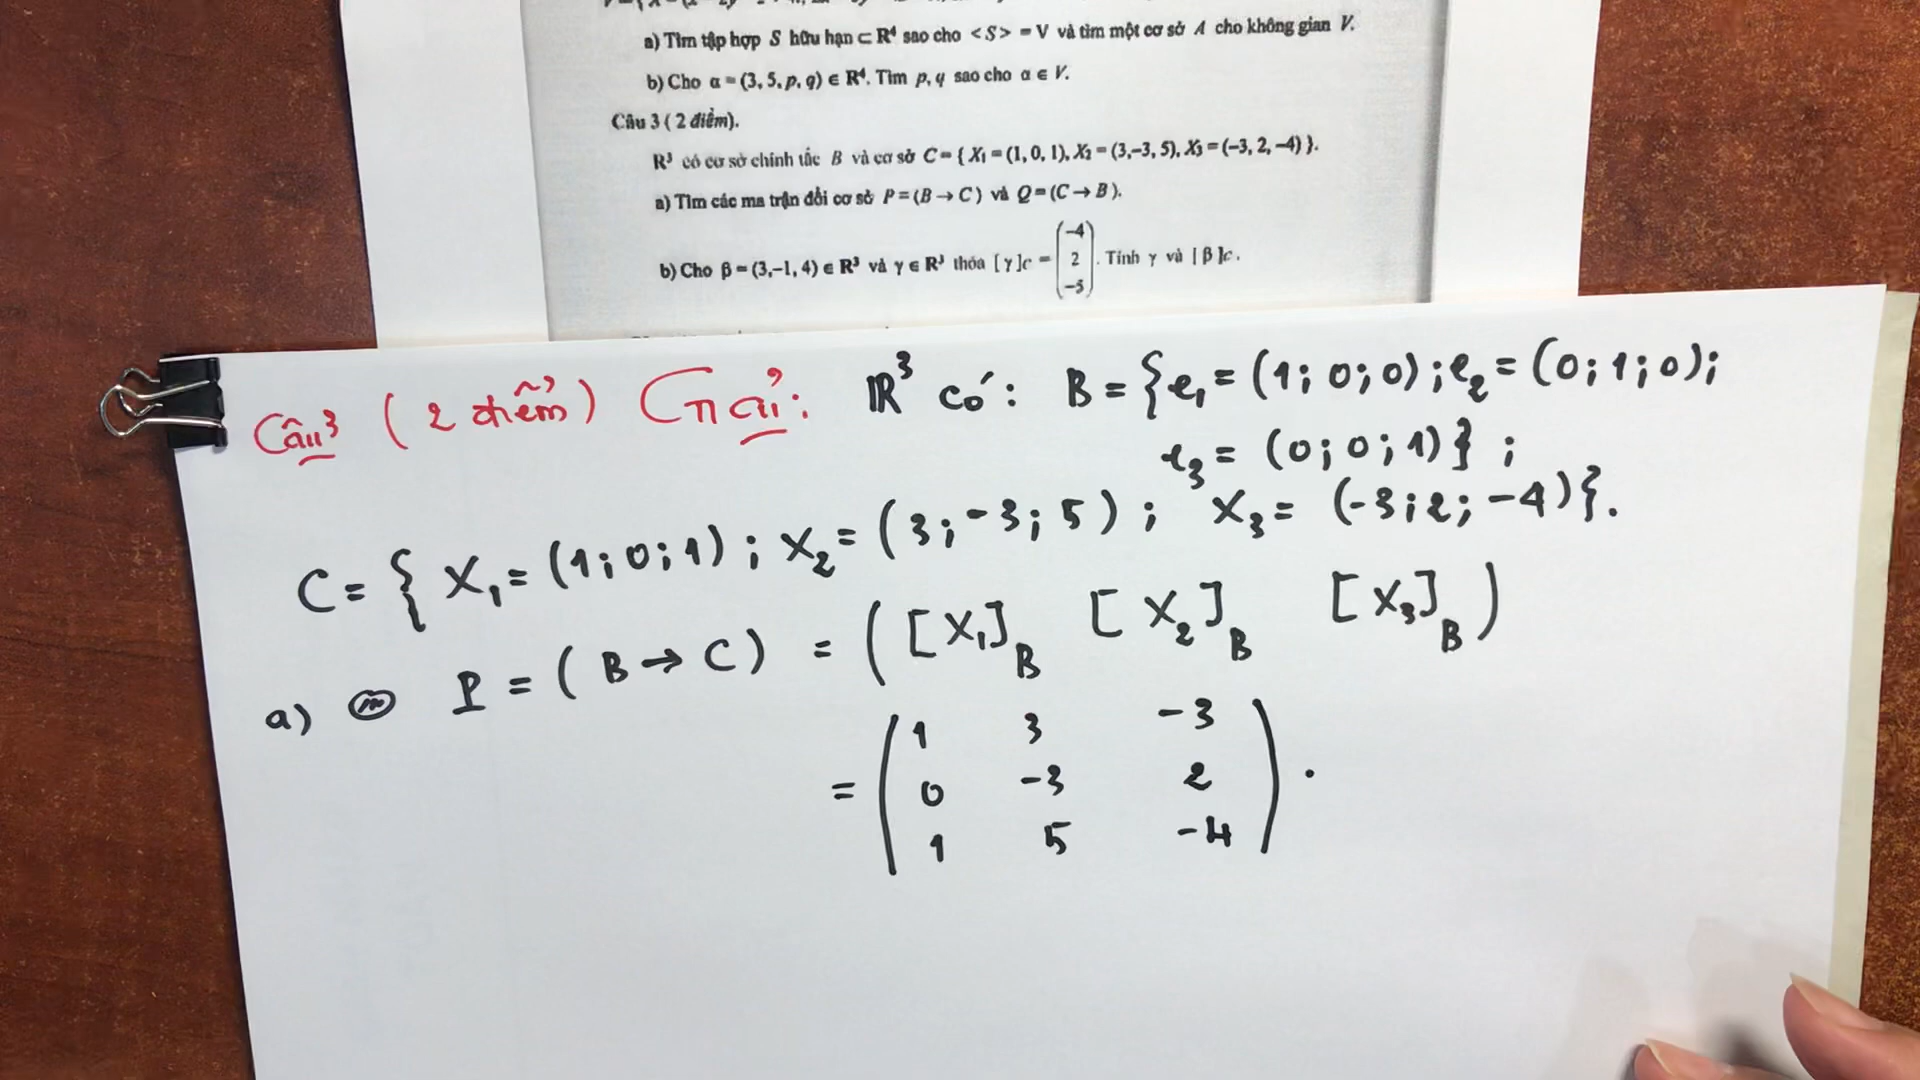 a) Tìm tập hợp S hữu hạn ⊂ R⁴ sao cho <S> = V và tìm một cơ sở A cho không gian V.
b) Cho α = (3, 5, p, q) ∈ R⁴. Tìm p, q sao cho α ∈ V.
Câu 3 ( 2 điểm).
R³ có cơ sở chính tắc B và cơ sở C = { X₁ = (1, 0, 1), X₂ = (3,–3, 5), X₃ = (–3, 2, –4) }.
a) Tìm các ma trận đổi cơ sở P = (B → C) và Q = (C → B).
b) Cho β = (3,–1, 4) ∈ R³ và γ ∈ R³ thỏa [ γ ]c = (–4 2 –5). Tính γ và [ β ]c.
Câu 3 ( 2 điểm) Giải: ℝ³ có: B = {e₁ = (1; 0; 0); e₂ = (0; 1; 0);
e₃ = (0; 0; 1)} ;
C = { X₁ = (1; 0; 1) ; X₂ = (3; -3; 5) ; X₃ = (-3; 2; -4)}.
a) P = ( B → C ) = ( [X₁]B [X₂]B [X₃]B )
1 3 -3
= 0 -3 2 .
1 5 -4